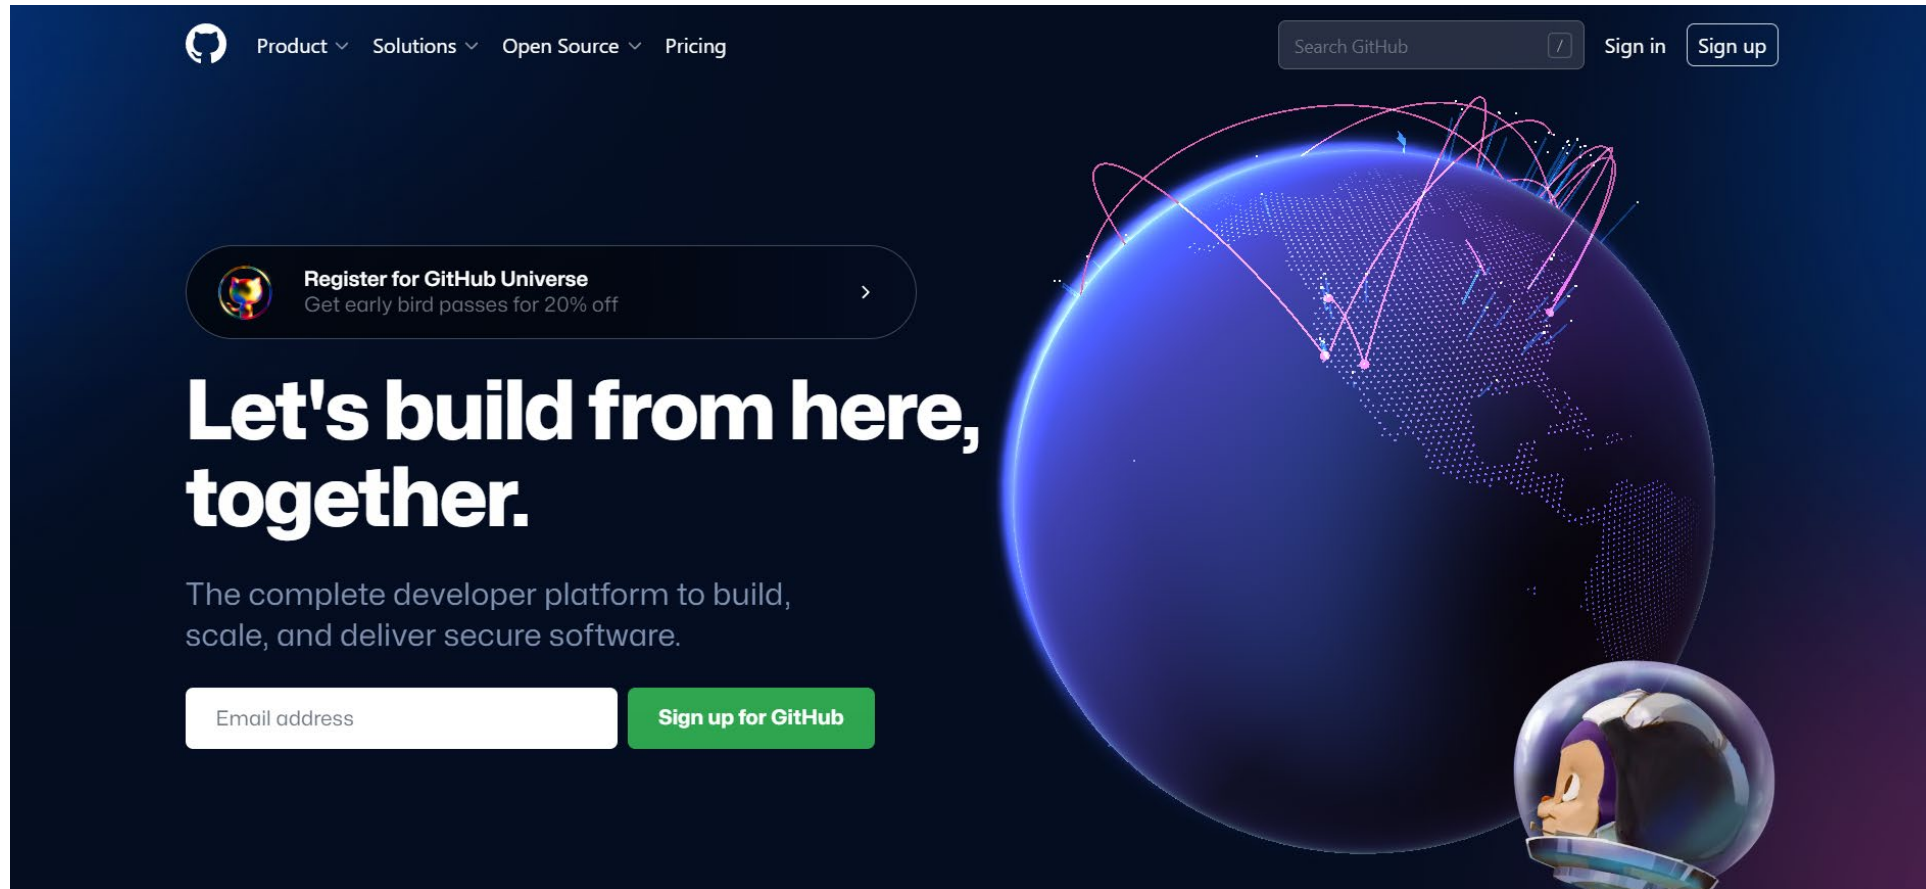 Product Solutions Open Source Pricing Search GitHub / Sign in Sign up
Register for GitHub Universe
Get early bird passes for 20% off
Let's build from here,
together.
The complete developer platform to build,
scale, and deliver secure software.
Email address Sign up for GitHub